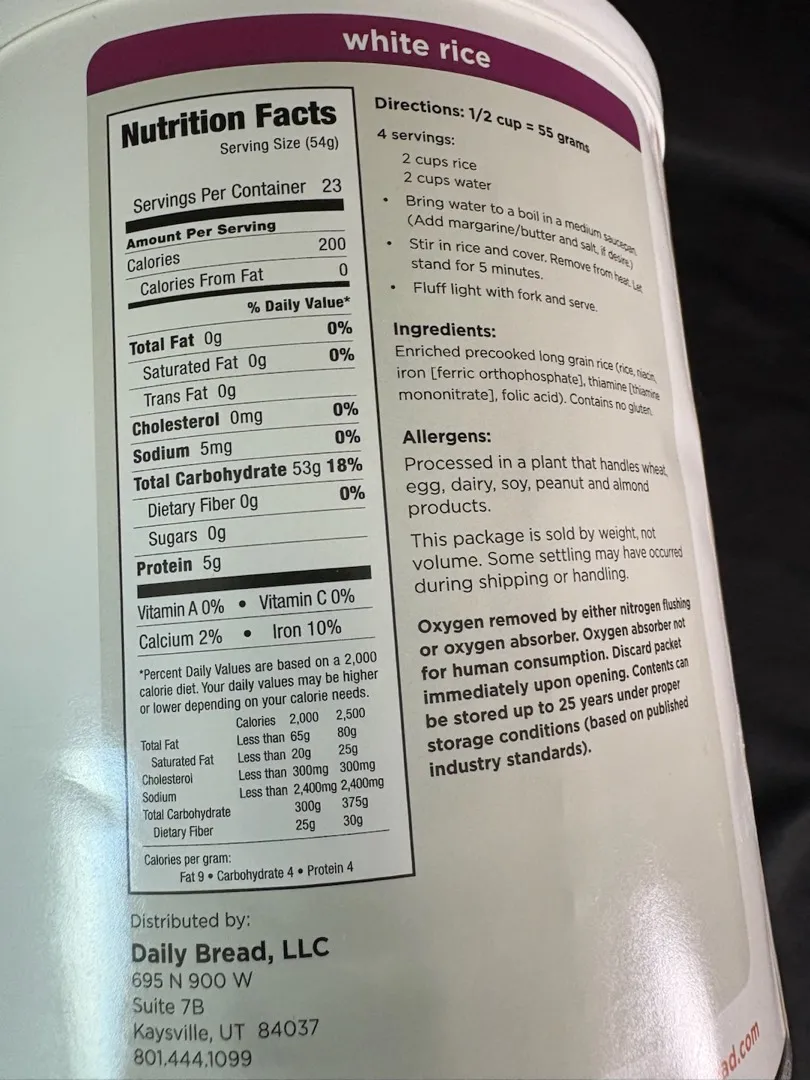 white rice
Nutrition Facts
Serving Size (54g)
Servings Per Container 23
Amount Per Serving
Calories 200
Calories From Fat 0
% Daily Value*
Total Fat 0g 0%
Saturated Fat 0g 0%
Trans Fat 0g
Cholesterol 0mg 0%
Sodium 5mg 0%
Total Carbohydrate 53g 18%
Dietary Fiber 0g 0%
Sugars 0g
Protein 5g
Vitamin A 0% • Vitamin C 0%
Calcium 2% • Iron 10%
*Percent Daily Values are based on a 2,000
calorie diet. Your daily values may be higher
or lower depending on your calorie needs.
Calories 2,000 2,500
Total Fat Less than 65g 80g
Saturated Fat Less than 20g 25g
Cholesterol Less than 300mg 300mg
Sodium Less than 2,400mg 2,400mg
Total Carbohydrate 300g 375g
Dietary Fiber 25g 30g
Calories per gram:
Fat 9 • Carbohydrate 4 • Protein 4
Distributed by:
Daily Bread, LLC
695 N 900 W
Suite 7B
Kaysville, UT 84037
801.444.1099
Directions: 1/2 cup = 55 grams
4 servings:
2 cups rice
2 cups water
• Bring water to a boil in a medium saucepan.
(Add margarine/butter and salt, if desire.)
• Stir in rice and cover. Remove from heat. Let
stand for 5 minutes.
• Fluff light with fork and serve.
Ingredients:
Enriched precooked long grain rice (rice, niacin,
iron [ferric orthophosphate], thiamine [thiamine
mononitrate], folic acid). Contains no gluten.
Allergens:
Processed in a plant that handles wheat,
egg, dairy, soy, peanut and almond
products.
This package is sold by weight, not
volume. Some settling may have occurred
during shipping or handling.
Oxygen removed by either nitrogen flushing
or oxygen absorber. Oxygen absorber not
for human consumption. Discard packet
immediately upon opening. Contents can
be stored up to 25 years under proper
storage conditions (based on published
industry standards).
ad.com